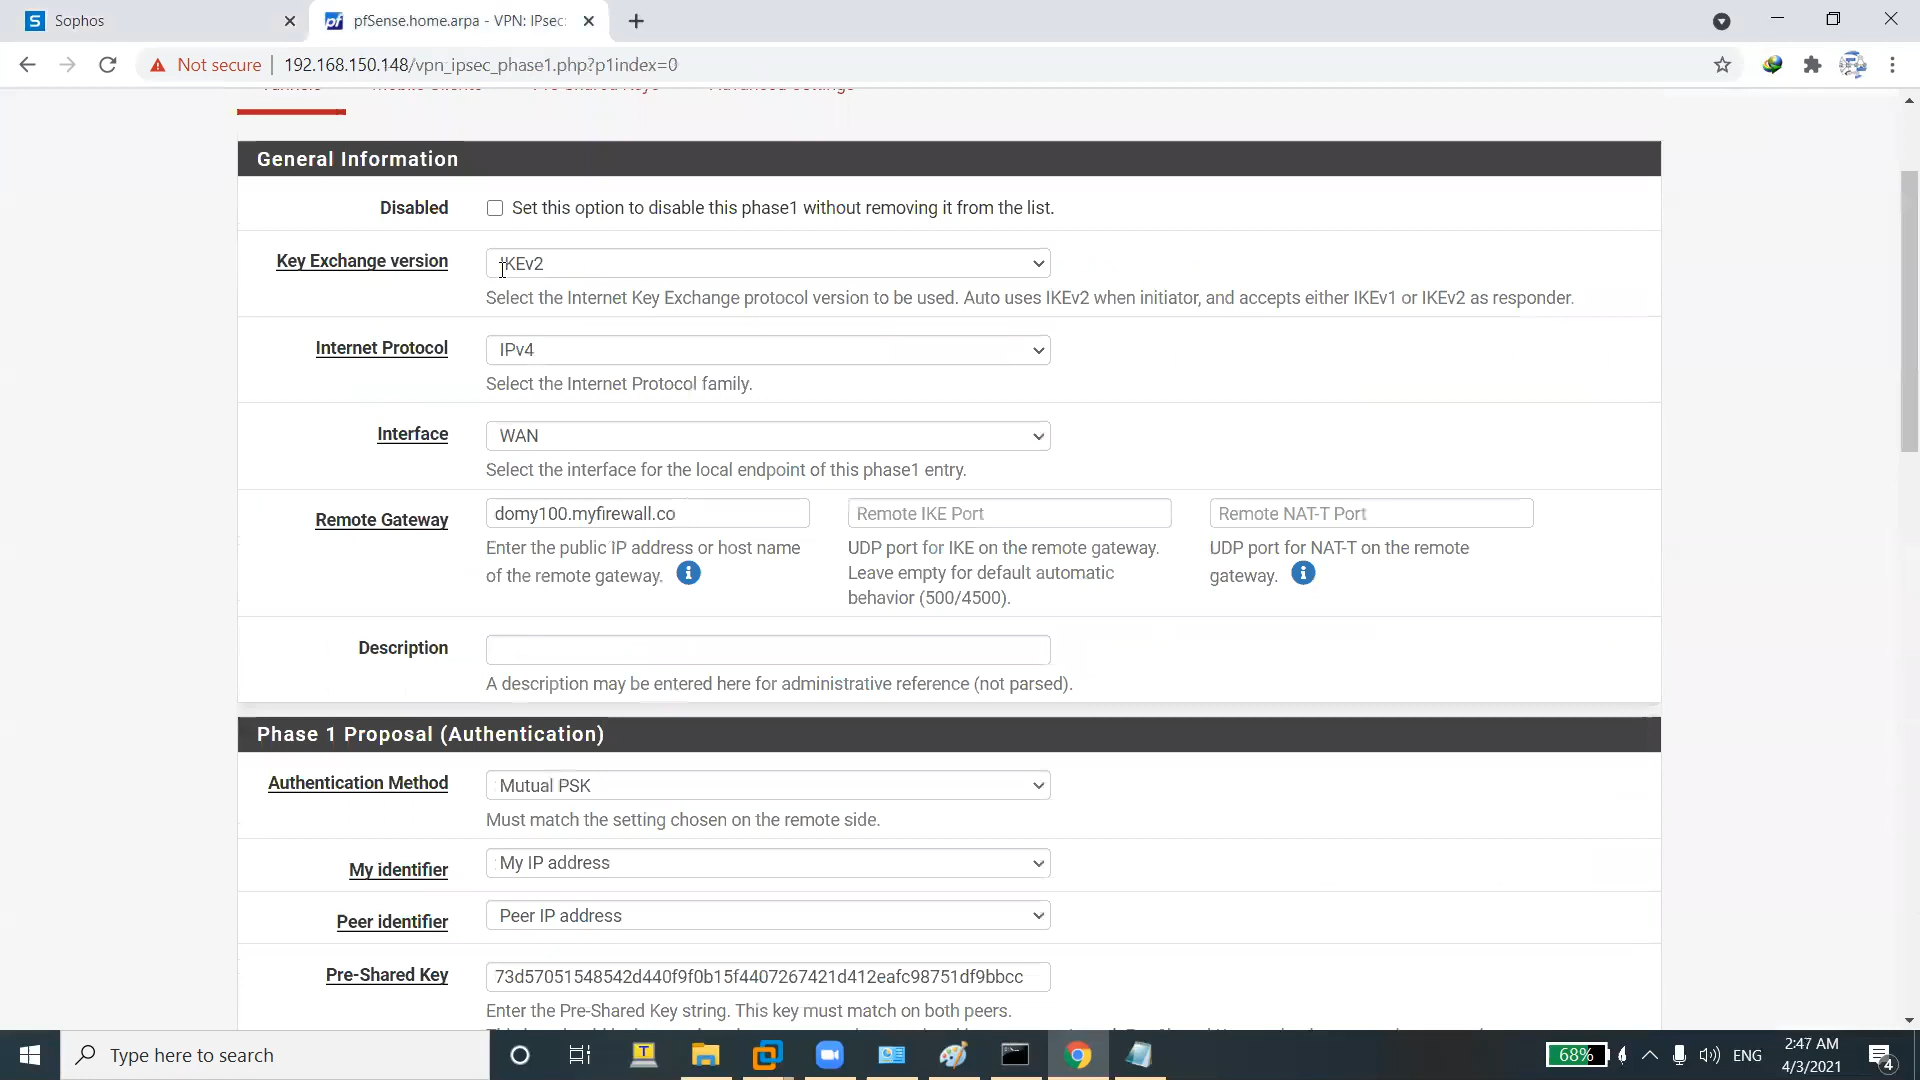 Sophos
pfSense.home.arpa - VPN: IPsec:
Not secure
192.168.150.148/vpn_ipsec_phase1.php?p1index=0
Tunnels Mobile Clients Pre-Shared Keys Advanced Settings
General Information
Disabled
Set this option to disable this phase1 without removing it from the list.
Key Exchange version
IKEv2
Select the Internet Key Exchange protocol version to be used. Auto uses IKEv2 when initiator, and accepts either IKEv1 or IKEv2 as responder.
Internet Protocol
IPv4
Select the Internet Protocol family.
Interface
WAN
Select the interface for the local endpoint of this phase1 entry.
Remote Gateway
domy100.myfirewall.co
Enter the public IP address or host name
of the remote gateway.
Remote IKE Port
UDP port for IKE on the remote gateway.
Leave empty for default automatic
behavior (500/4500).
Remote NAT-T Port
UDP port for NAT-T on the remote
gateway.
Description
A description may be entered here for administrative reference (not parsed).
Phase 1 Proposal (Authentication)
Authentication Method
Mutual PSK
Must match the setting chosen on the remote side.
My identifier
My IP address
Peer identifier
Peer IP address
Pre-Shared Key
73d57051548542d440f9f0b15f4407267421d412eafc98751df9bbcc
Enter the Pre-Shared Key string. This key must match on both peers.
Type here to search
68%
ENG
2:47 AM
4/3/2021
4